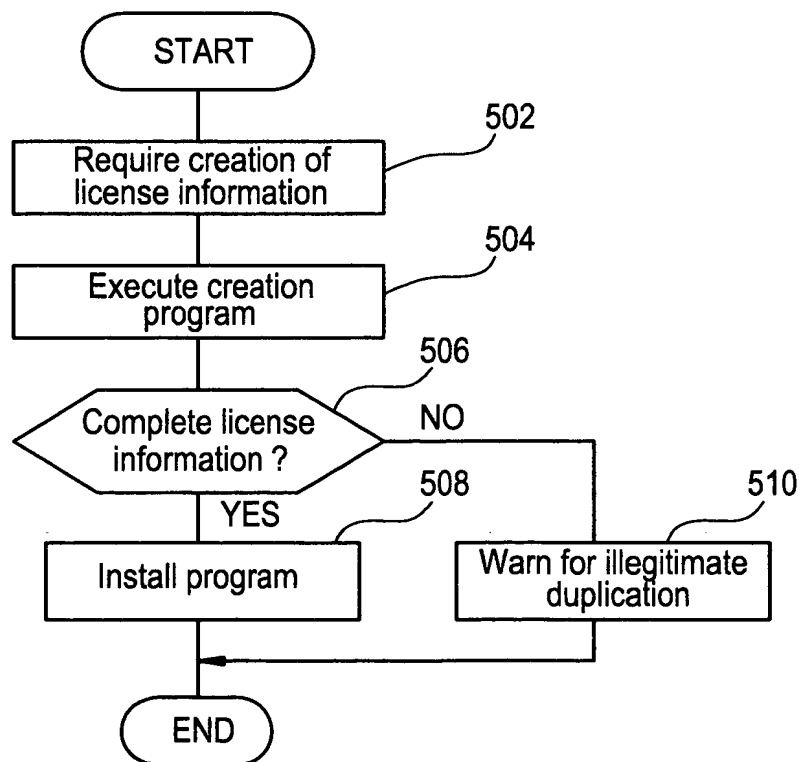 START
502
Require creation of
license information
504
Execute creation
program
506
Complete license
information ?
NO
YES
508
510
Install program
Warn for illegitimate
duplication
END